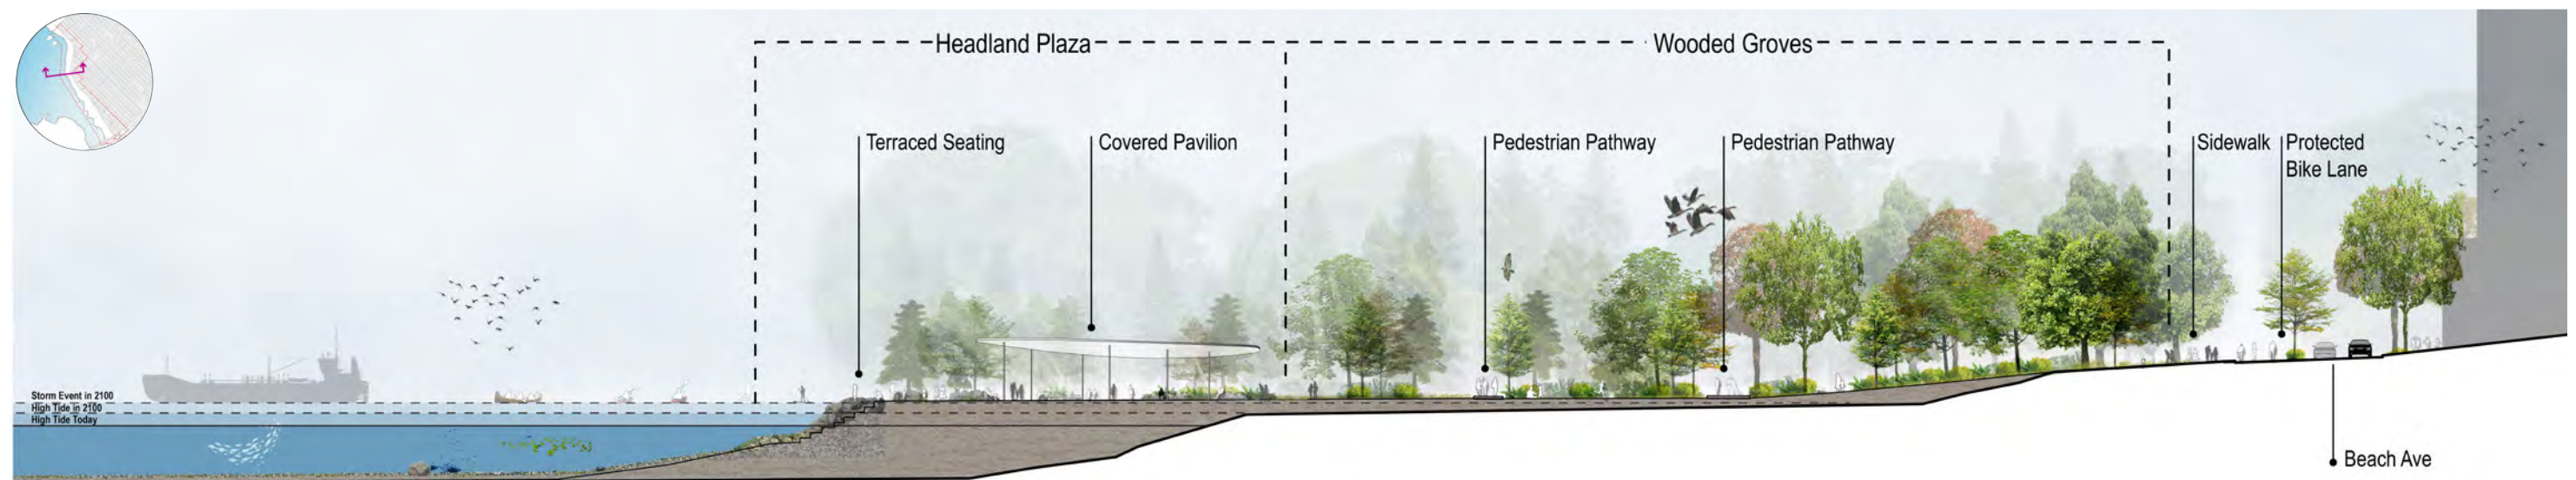 Headland Plaza
Wooded Groves
Terraced Seating
Covered Pavilion
Pedestrian Pathway
Pedestrian Pathway
Sidewalk
Protected
Bike Lane
Storm Event in 2100
High Tide in 2100
High Tide Today
Beach Ave